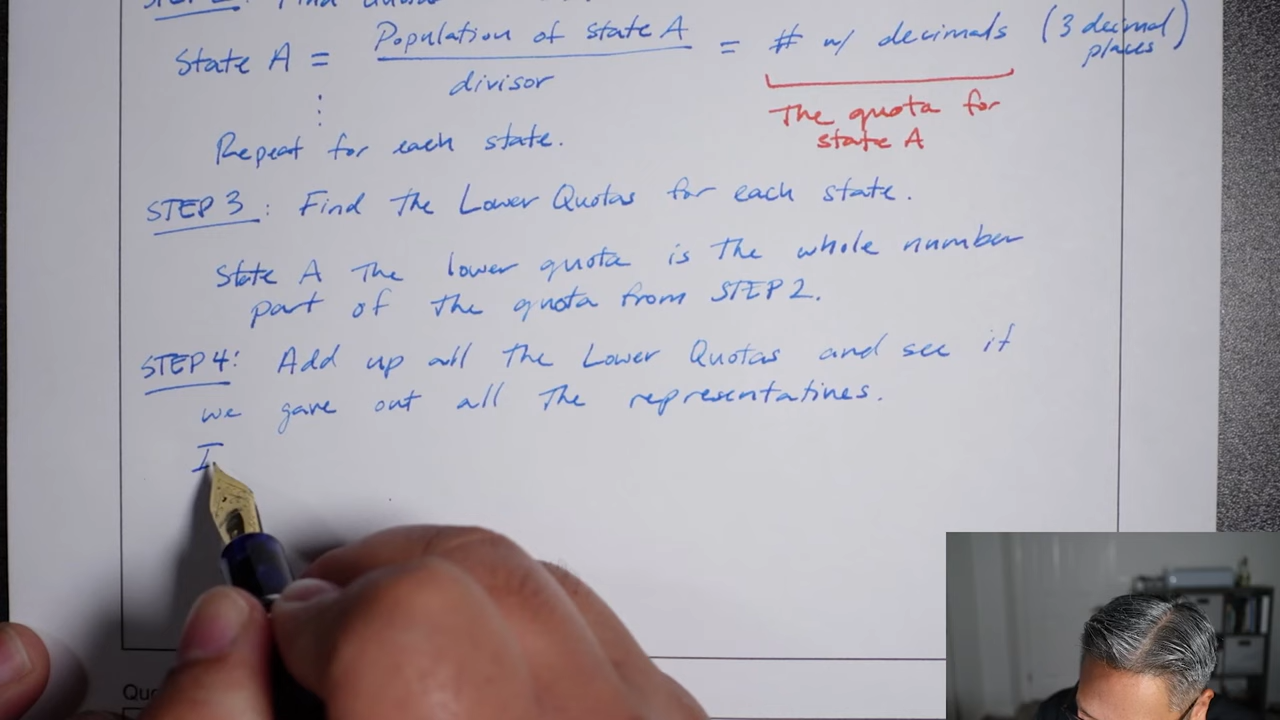 State A = Population of state A / divisor = # w/ decimals (3 decimal places)
The quota for state A
⋮
Repeat for each state.
STEP 3: Find The Lower Quotas for each state.
State A The lower quota is The whole number
part of The quota from STEP 2.
STEP 4: Add up all The Lower Quotas and see if
we gave out all The representatives.
I